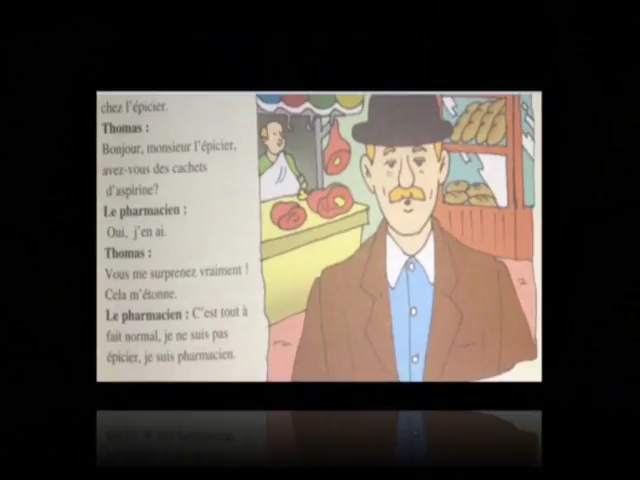 chez l'épicier.
Thomas :
Bonjour, monsieur l'épicier,
avez-vous des cachets
d'aspirine?
Le pharmacien :
Oui, j'en ai.
Thomas :
Vous me surprenez vraiment !
Cela m'étonne.
Le pharmacien : C'est tout à
fait normal, je ne suis pas
épicier, je suis pharmacien.